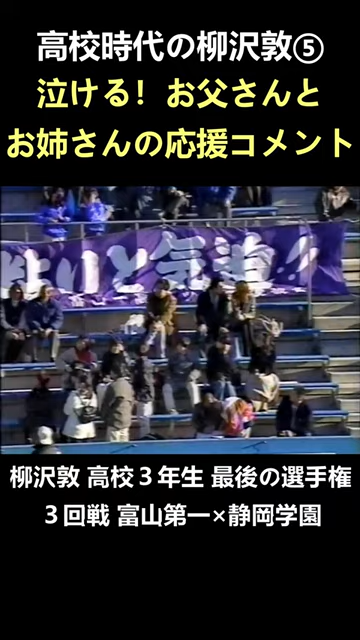 高校時代の柳沢敦⑤
泣ける！お父さんと
お姉さんの応援コメント
気迫!!
柳沢敦 高校３年生 最後の選手権
３回戦 富山第一×静岡学園